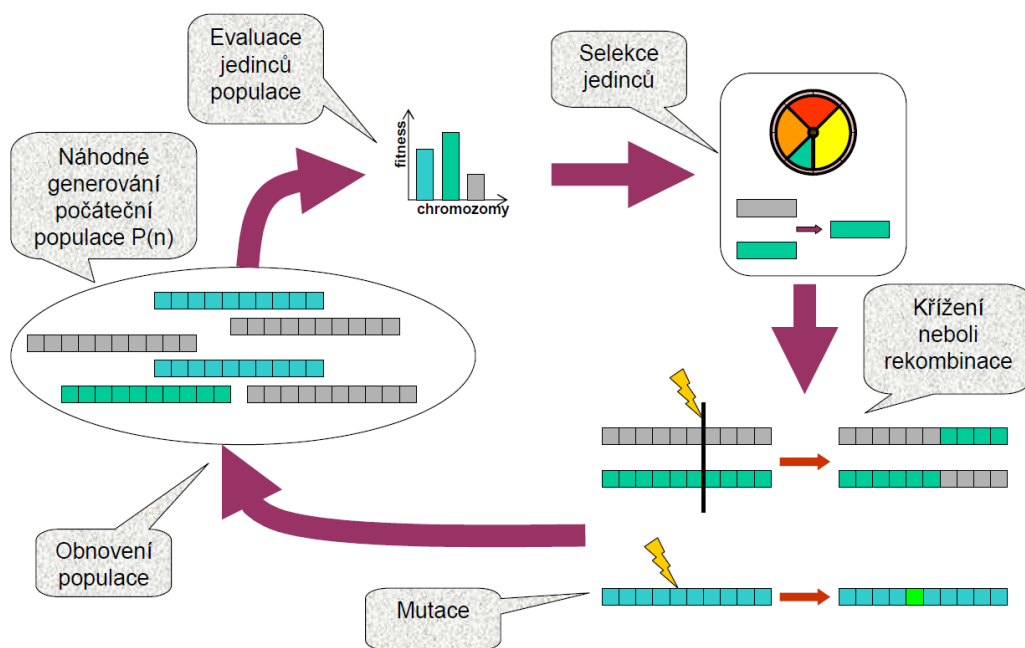 Evaluace
jedinců
populace
Selekce
jedinců
Náhodné
generování
počáteční
populace P(n)
fitness
chromozomy
Křížení
neboli
rekombinace
Obnovení
populace
Mutace